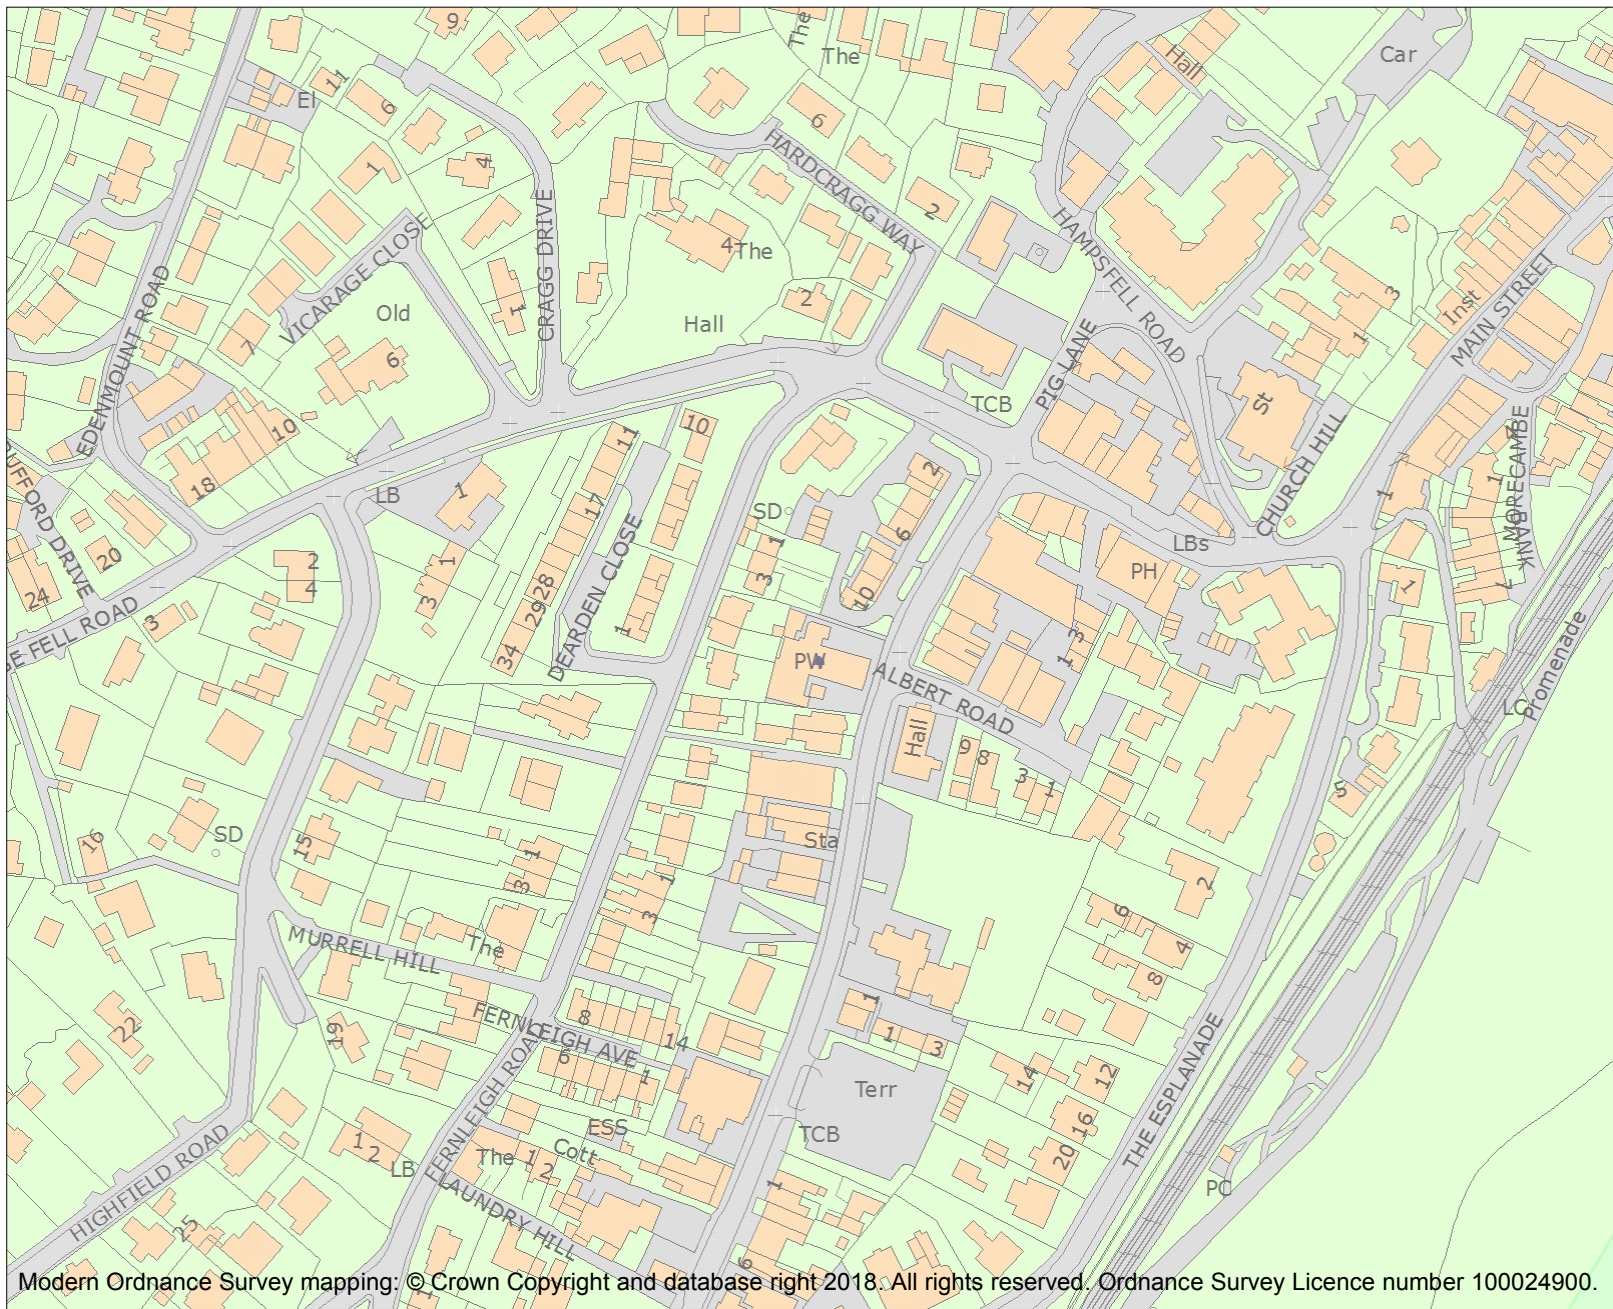 9
The
The
Car
Hall
El
11
6
6
HARDCRAGG WAY
1
4
2
CRAGG DRIVE
HAMPSFELL ROAD
4
The
VICARAGE CLOSE
Old
EDENMOUNT ROAD
1
2
Hall
3
Inst
MAIN STREET
1
7
6
PIG LANE
TCB
St
10
11
10
CHURCH HILL
MORECAMBE
BANK
18
LB
1
17
2
SD
6
1
1
7
RUFFORD DRIVE
LBs
PH
20
24
2
4
1
3
28
29
DEARDEN CLOSE
1
3
10
1
7
SE FELL ROAD
3
34
1
PW
ALBERT ROAD
3
1
Promenade
LC
Hall
9
8
3
1
5
16
SD
15
1
3
Sta
1
3
2
6
4
8
MURRELL HILL
The
22
19
FERNLEIGH AVE
8
14
6
1
1
1
3
FERNLEIGH ROAD
Terr
TCB
14
12
16
20
THE ESPLANADE
ESS
Cott
The
1
2
1
2
LB
LAUNDRY HILL
HIGHFIELD ROAD
25
PC
1
6
1
Modern Ordnance Survey mapping: © Crown Copyright and database right 2018. All rights reserved. Ordnance Survey Licence number 100024900.